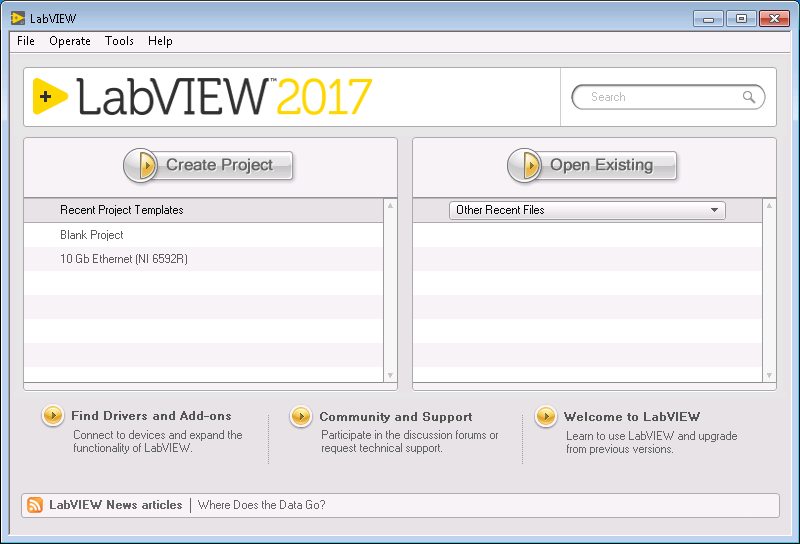 LabVIEW
File Operate Tools Help
LabVIEW™ 2017
Search
Create Project
Open Existing
Recent Project Templates
Other Recent Files
Blank Project
10 Gb Ethernet (NI 6592R)
Find Drivers and Add-ons
Connect to devices and expand the
functionality of LabVIEW.
Community and Support
Participate in the discussion forums or
request technical support.
Welcome to LabVIEW
Learn to use LabVIEW and upgrade
from previous versions.
LabVIEW News articles | Where Does the Data Go?